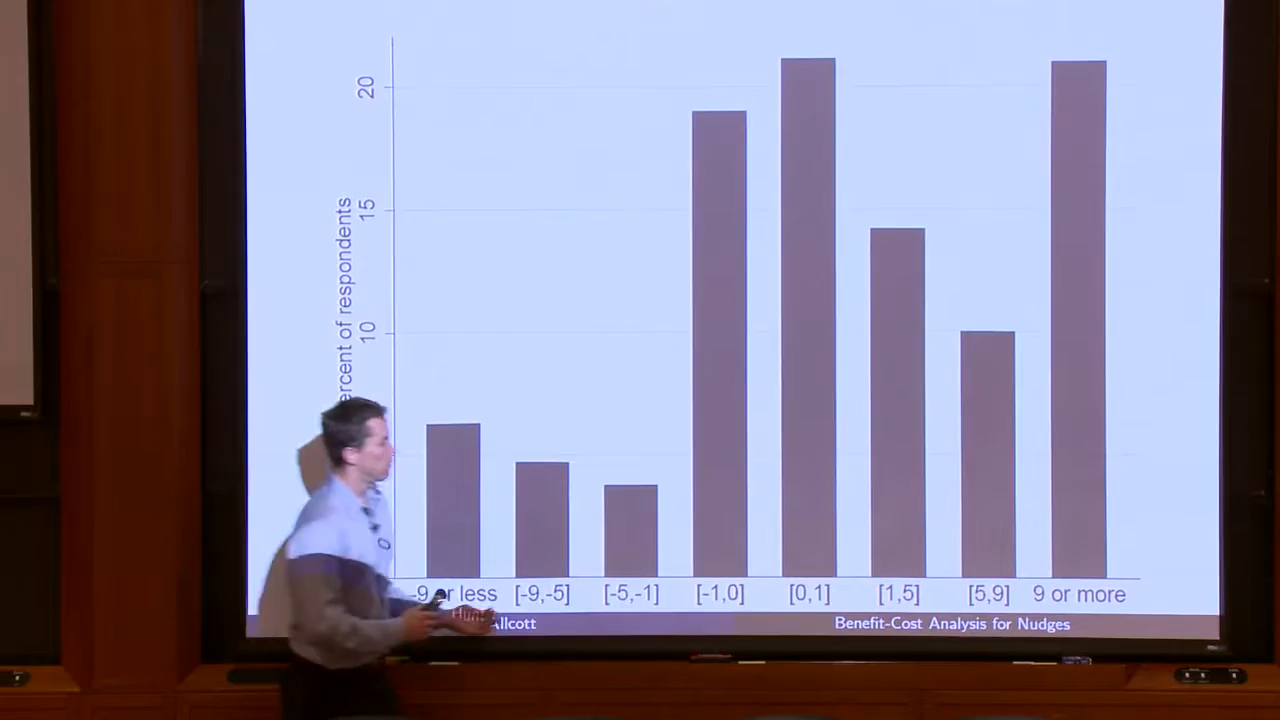 20
15
10
ercent of respondents
-9 or less [-9,-5] [-5,-1] [-1,0] [0,1] [1,5] [5,9] 9 or more
Allcott Benefit-Cost Analysis for Nudges